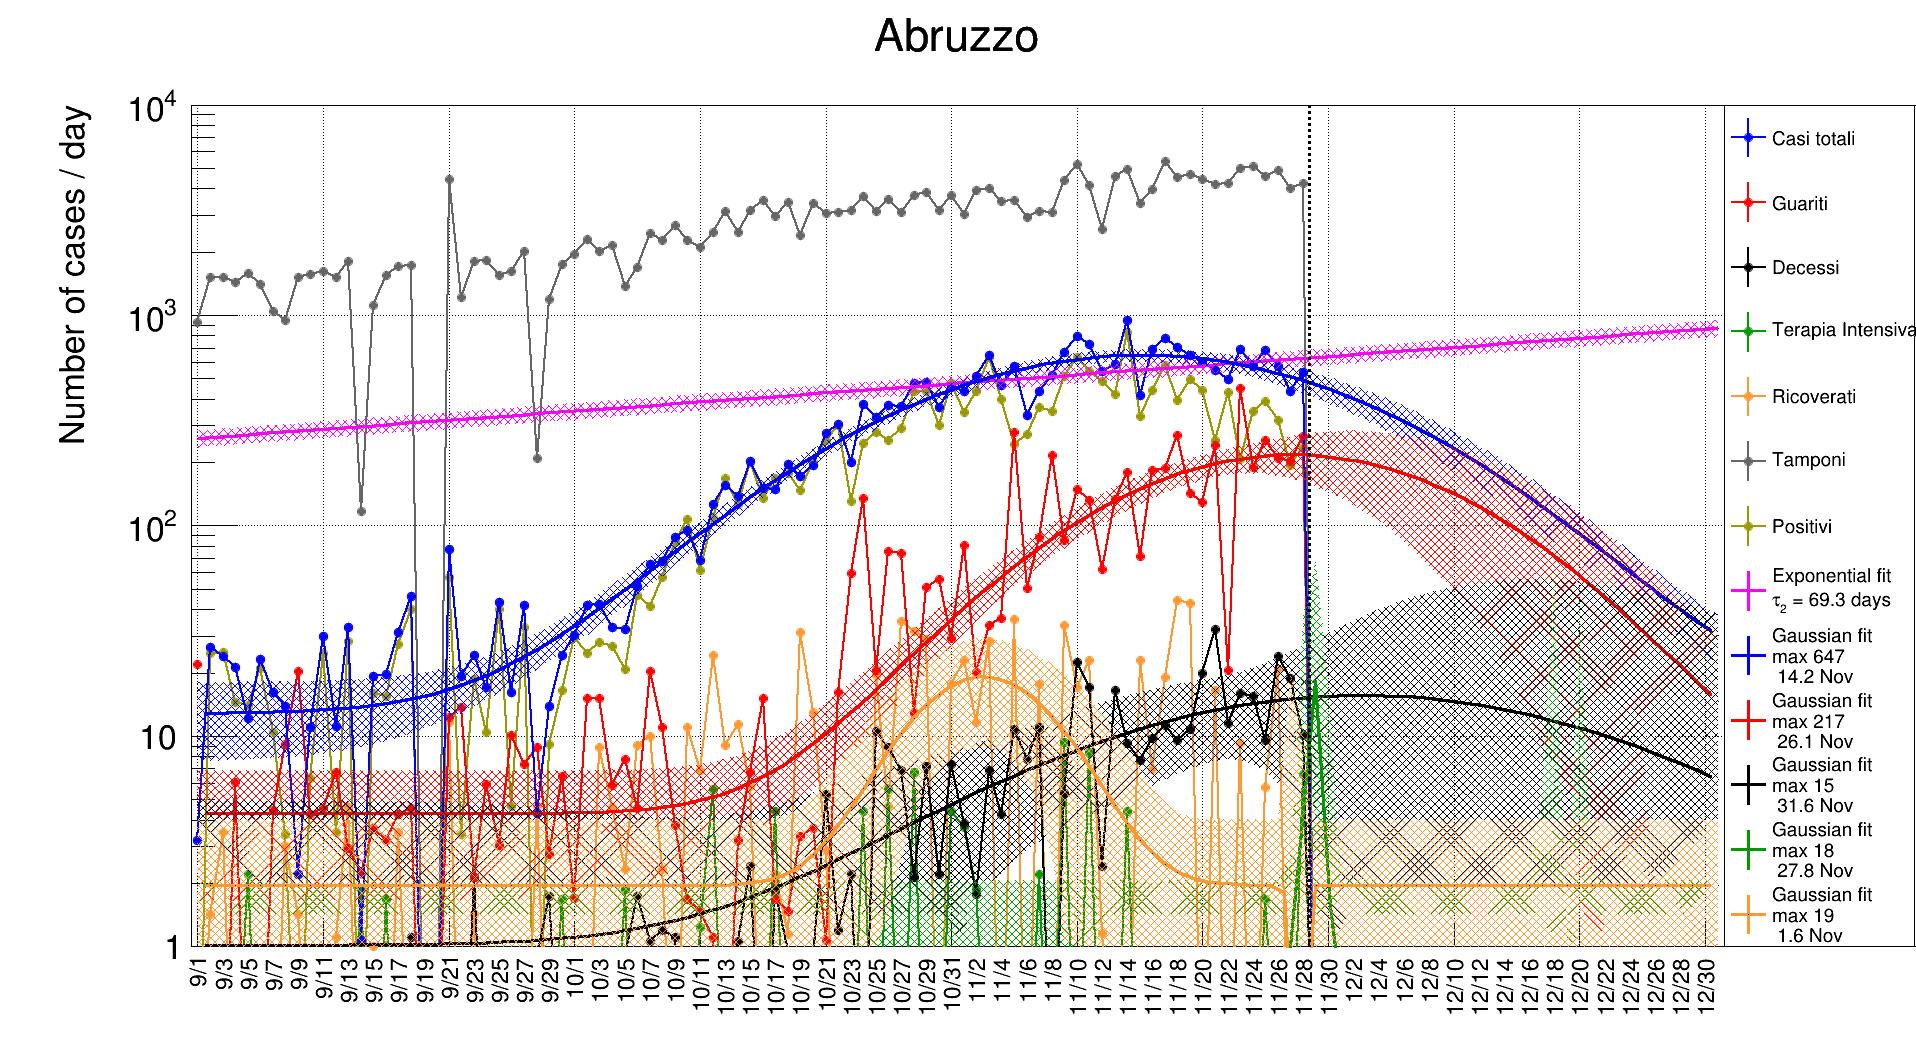 Abruzzo
Number of cases / day
10^4
10^3
10^2
10
1
9/1
9/3
9/5
9/7
9/9
9/11
9/13
9/15
9/17
9/19
9/21
9/23
9/25
9/27
9/29
10/1
10/3
10/5
10/7
10/9
10/11
10/13
10/15
10/17
10/19
10/21
10/23
10/25
10/27
10/29
10/31
11/2
11/4
11/6
11/8
11/10
11/12
11/14
11/16
11/18
11/20
11/22
11/24
11/26
11/28
11/30
12/2
12/4
12/6
12/8
12/10
12/12
12/14
12/16
12/18
12/20
12/22
12/24
12/26
12/28
12/30
Casi totali
Guariti
Decessi
Terapia Intensiva
Ricoverati
Tamponi
Positivi
Exponential fit
τ₂ = 69.3 days
Gaussian fit
max 647
14.2 Nov
Gaussian fit
max 217
26.1 Nov
Gaussian fit
max 15
31.6 Nov
Gaussian fit
max 18
27.8 Nov
Gaussian fit
max 19
1.6 Nov